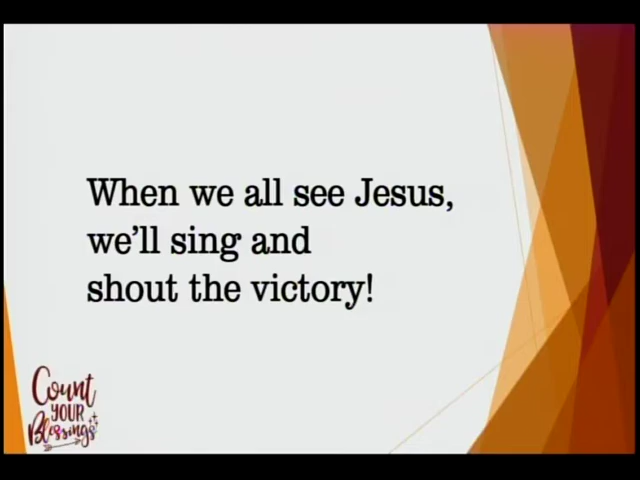 When we all see Jesus,
we'll sing and
shout the victory!
Count
YOUR
Blessings